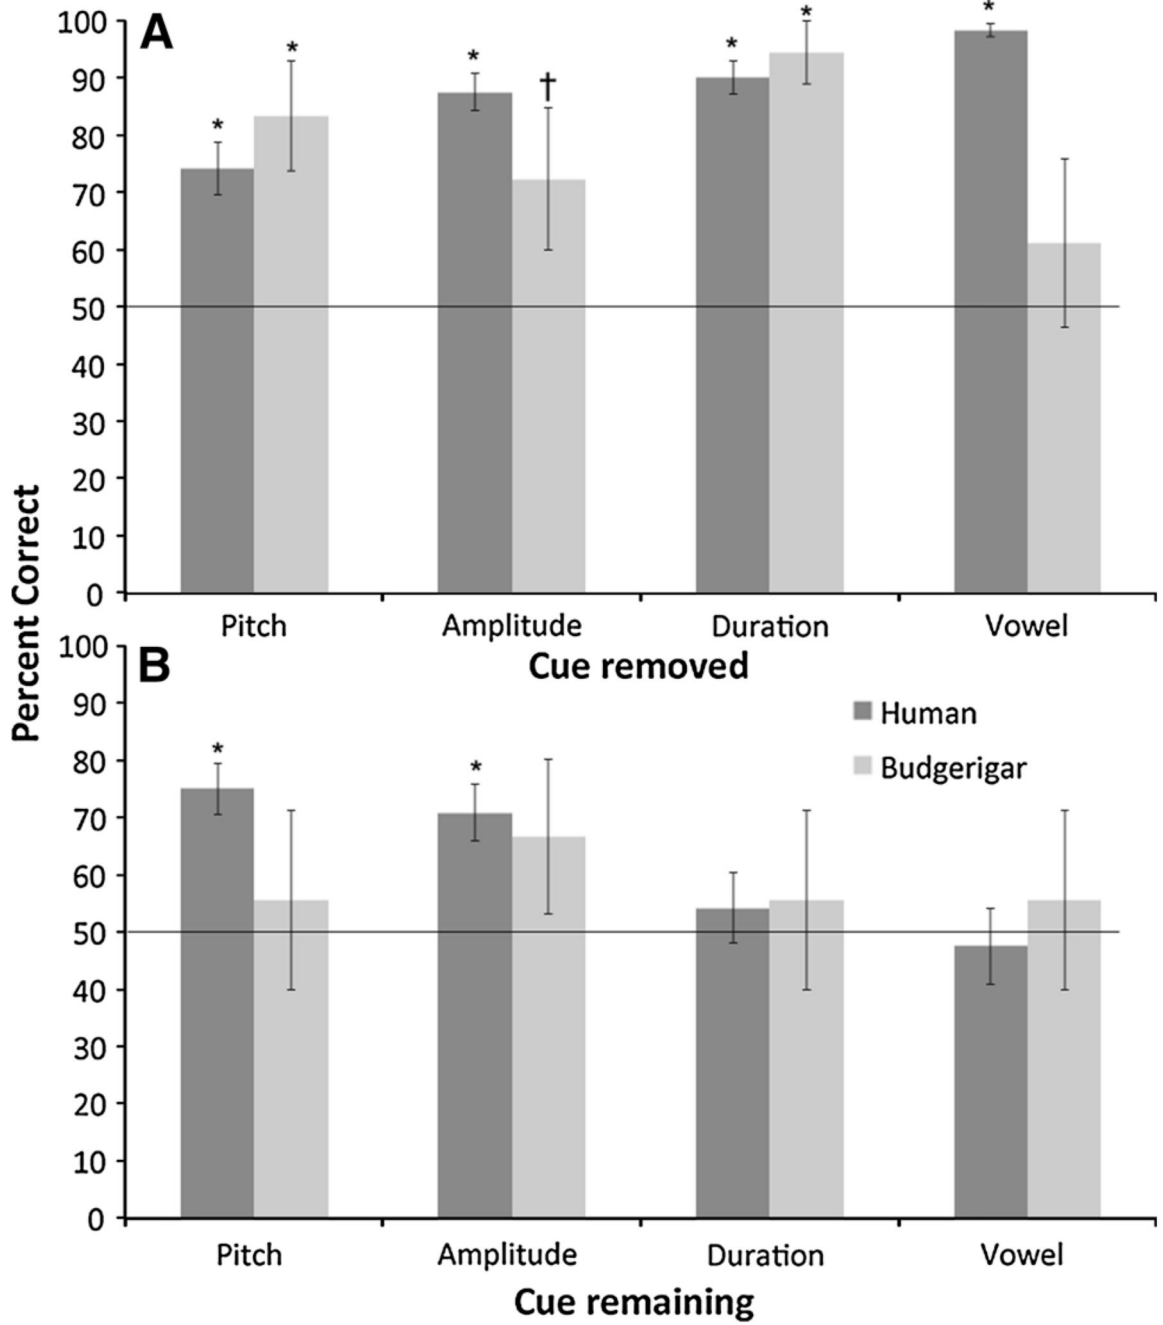 A
* * * † * * *
100
90
80
70
60
50
40
30
20
10
0
Pitch Amplitude Duration Vowel
Cue removed
Percent Correct
B
Human
Budgerigar
* *
100
90
80
70
60
50
40
30
20
10
0
Pitch Amplitude Duration Vowel
Cue remaining